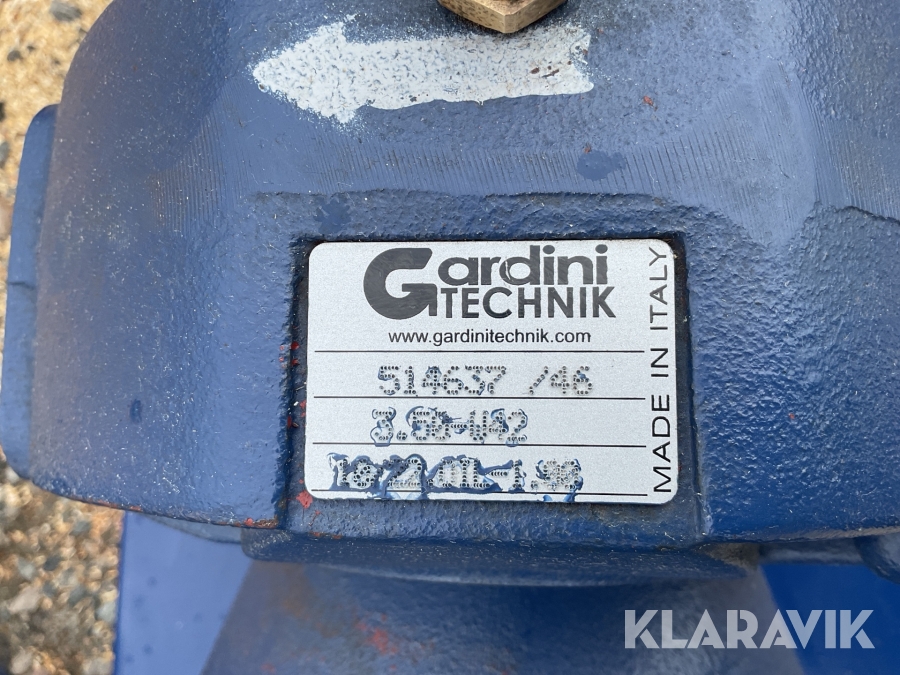 Gardini
TECHNIK
www.gardinitechnik.com
514637 /46
MADE IN ITALY
KLARAVIK